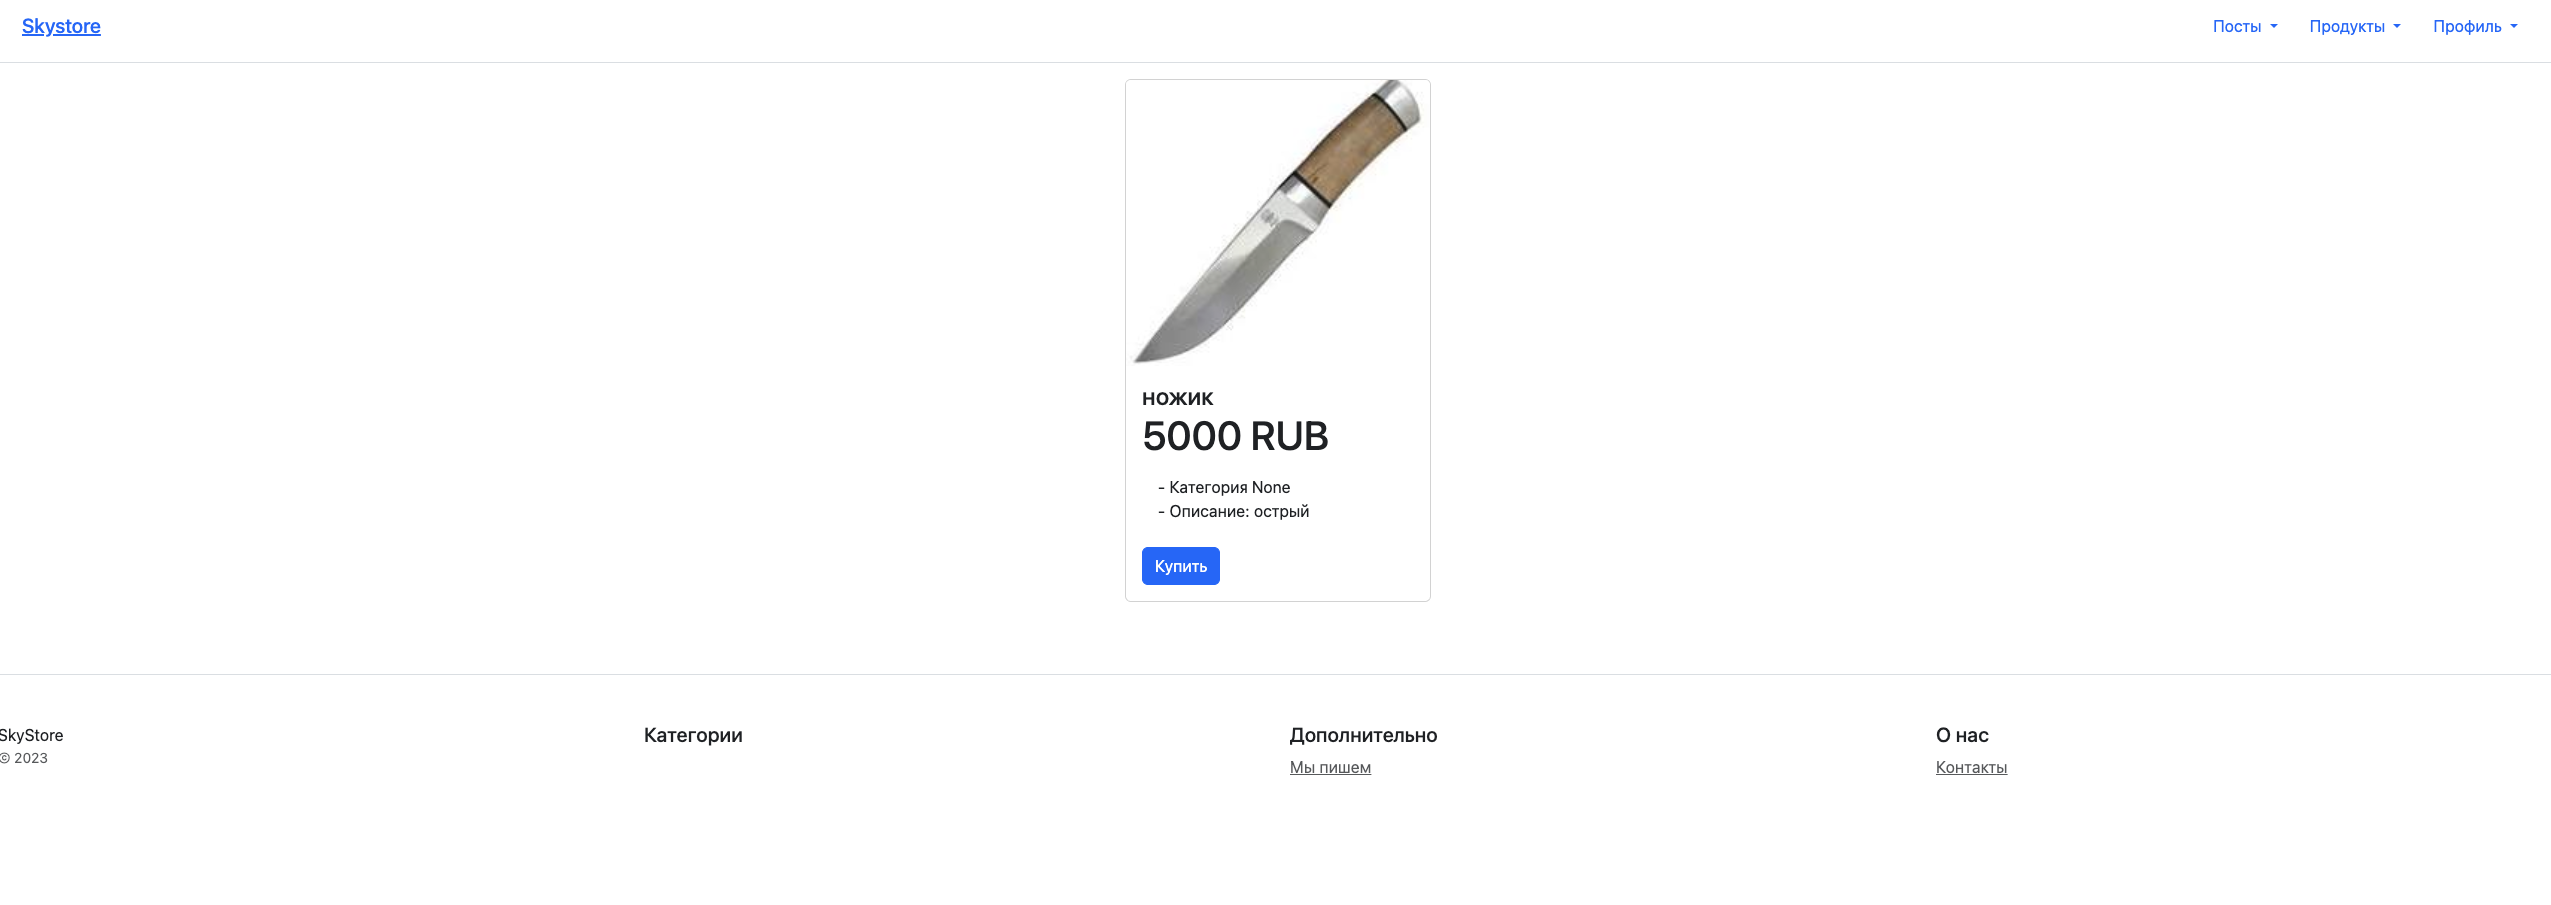 Skystore
Посты
Продукты
Профиль
ножик
5000 RUB
- Категория None
- Описание: острый
Купить
SkyStore
© 2023
Категории
Дополнительно
Мы пишем
О нас
Контакты